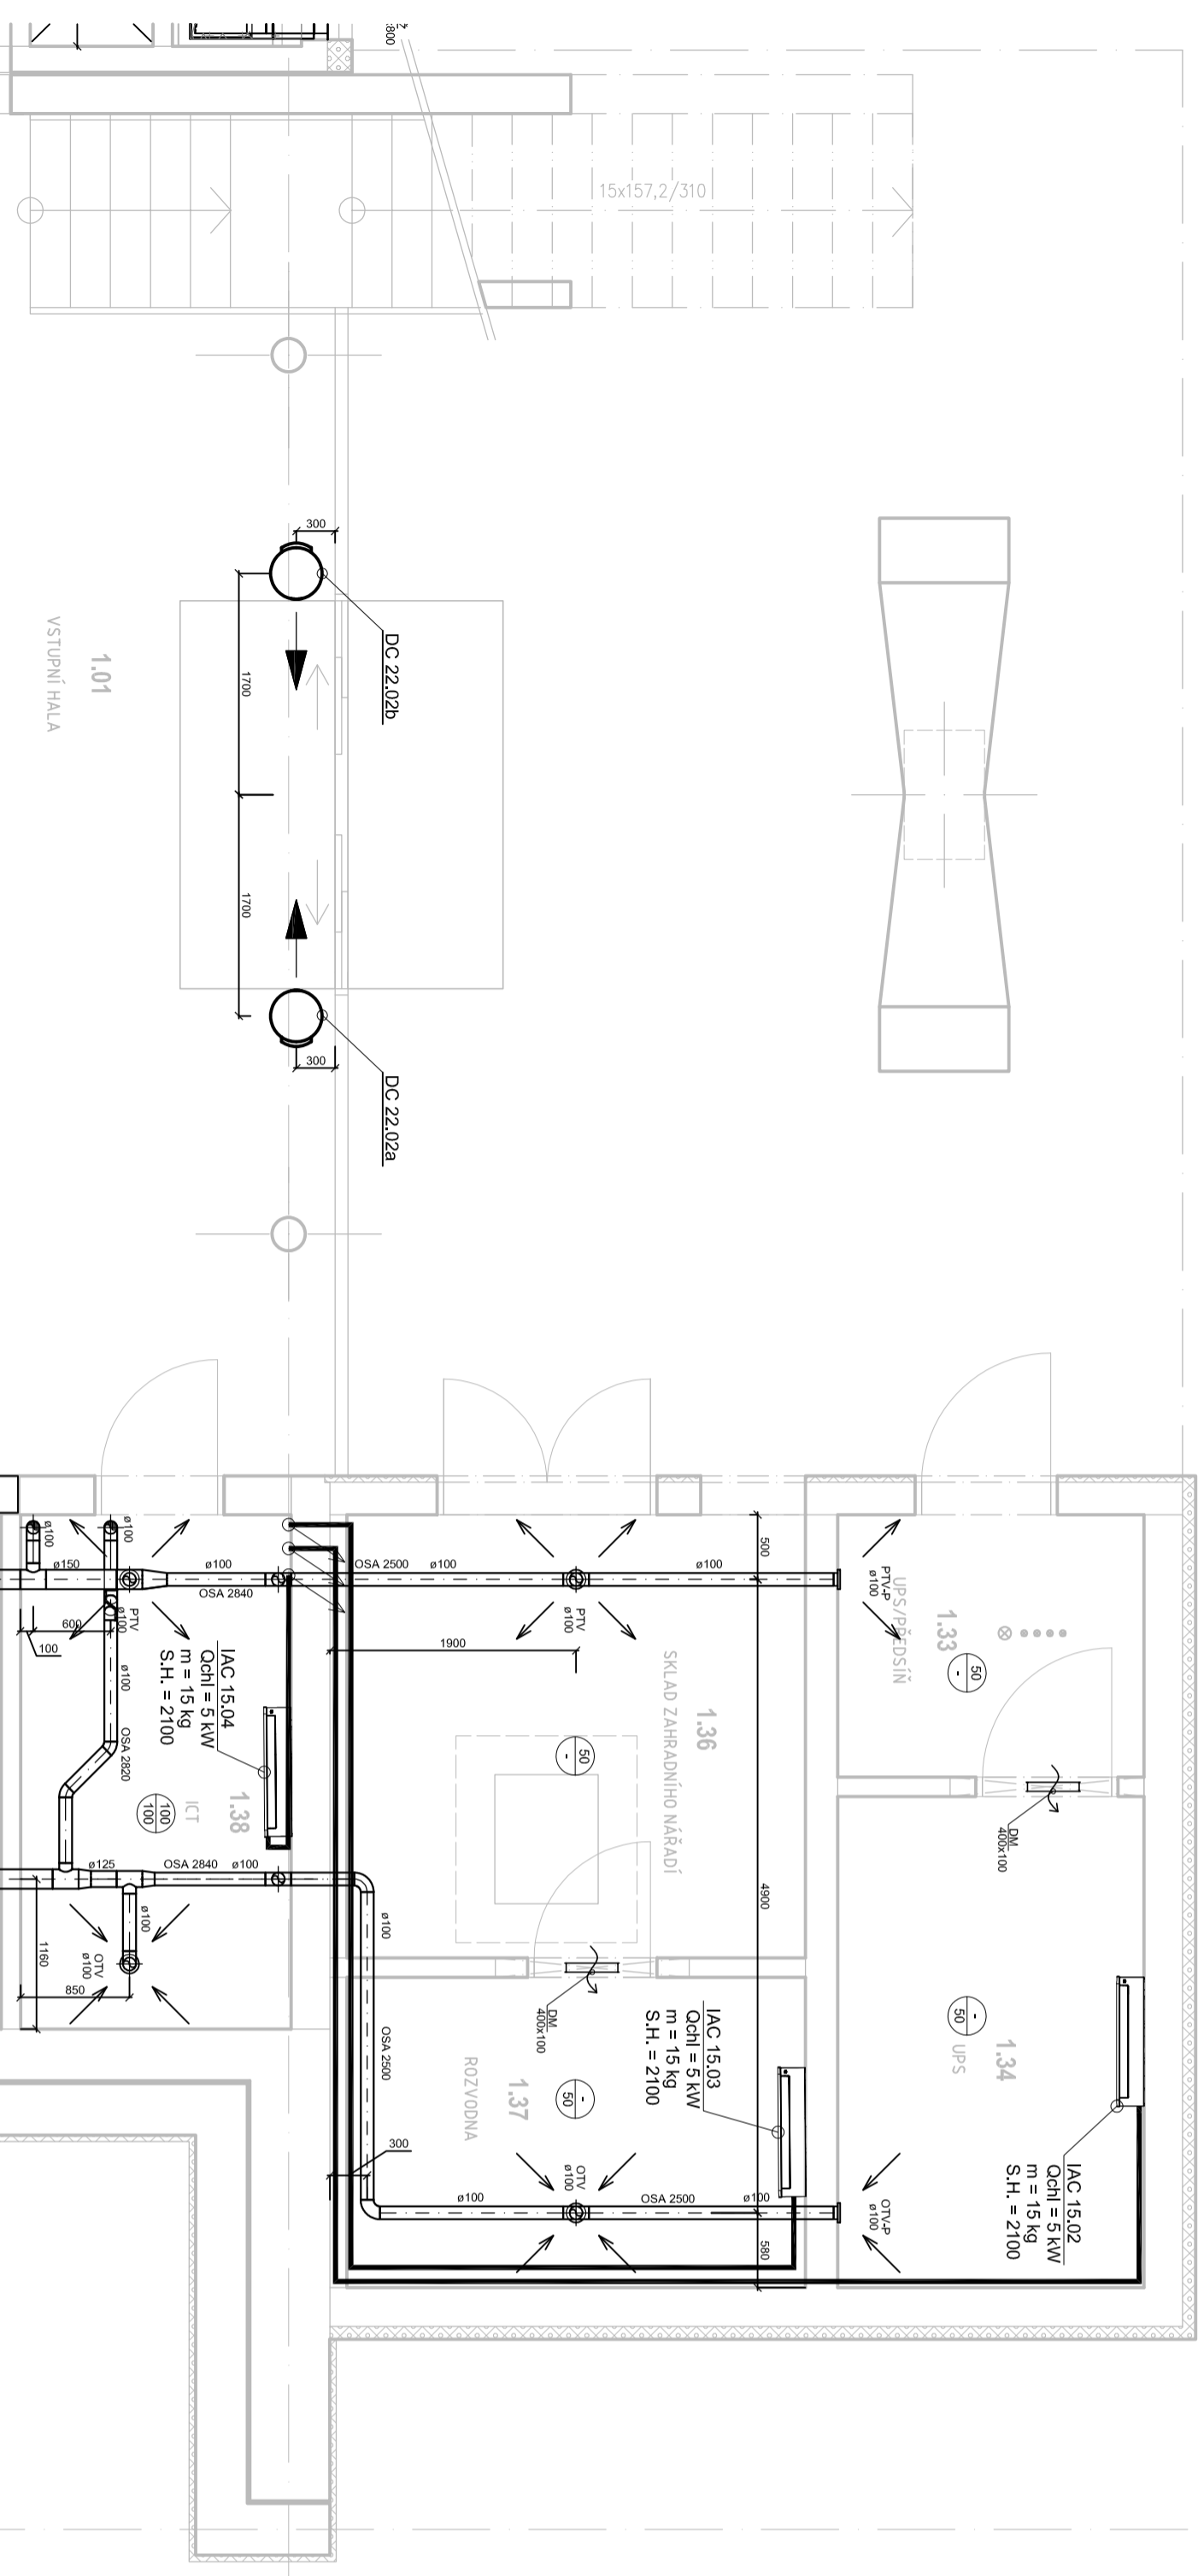 :800
15x157,2/310
300
DC 22.02b
1700
1.01
VSTUPNÍ HALA
1700
300
DC 22.02a
ø100
ø100
ø150
ø100
OSA 2840
OSA 2500
ø100
ø100
500
PTV-P
ø100
PTV
ø100
PTV
ø100
600
100
1900
1.33
UPS/PŘEDSÍŇ
50
-
IAC 15.04
Qchl = 5 kW
m = 15 kg
S.H. = 2100
ø100
OSA 2820
1.36
SKLAD ZAHRADNÍHO NÁŘADÍ
50
-
1.38
ICT
100
100
DM
400x100
4900
ø125
OSA 2840
ø100
ø100
ø100
OTV
ø100
1160
850
DM
400x100
OSA 2500
IAC 15.03
Qchl = 5 kW
m = 15 kg
S.H. = 2100
1.34
UPS
-
50
1.37
ROZVODNA
-
50
300
IAC 15.02
Qchl = 5 kW
m = 15 kg
S.H. = 2100
OTV
ø100
OTV-P
ø100
ø100
OSA 2500
ø100
580